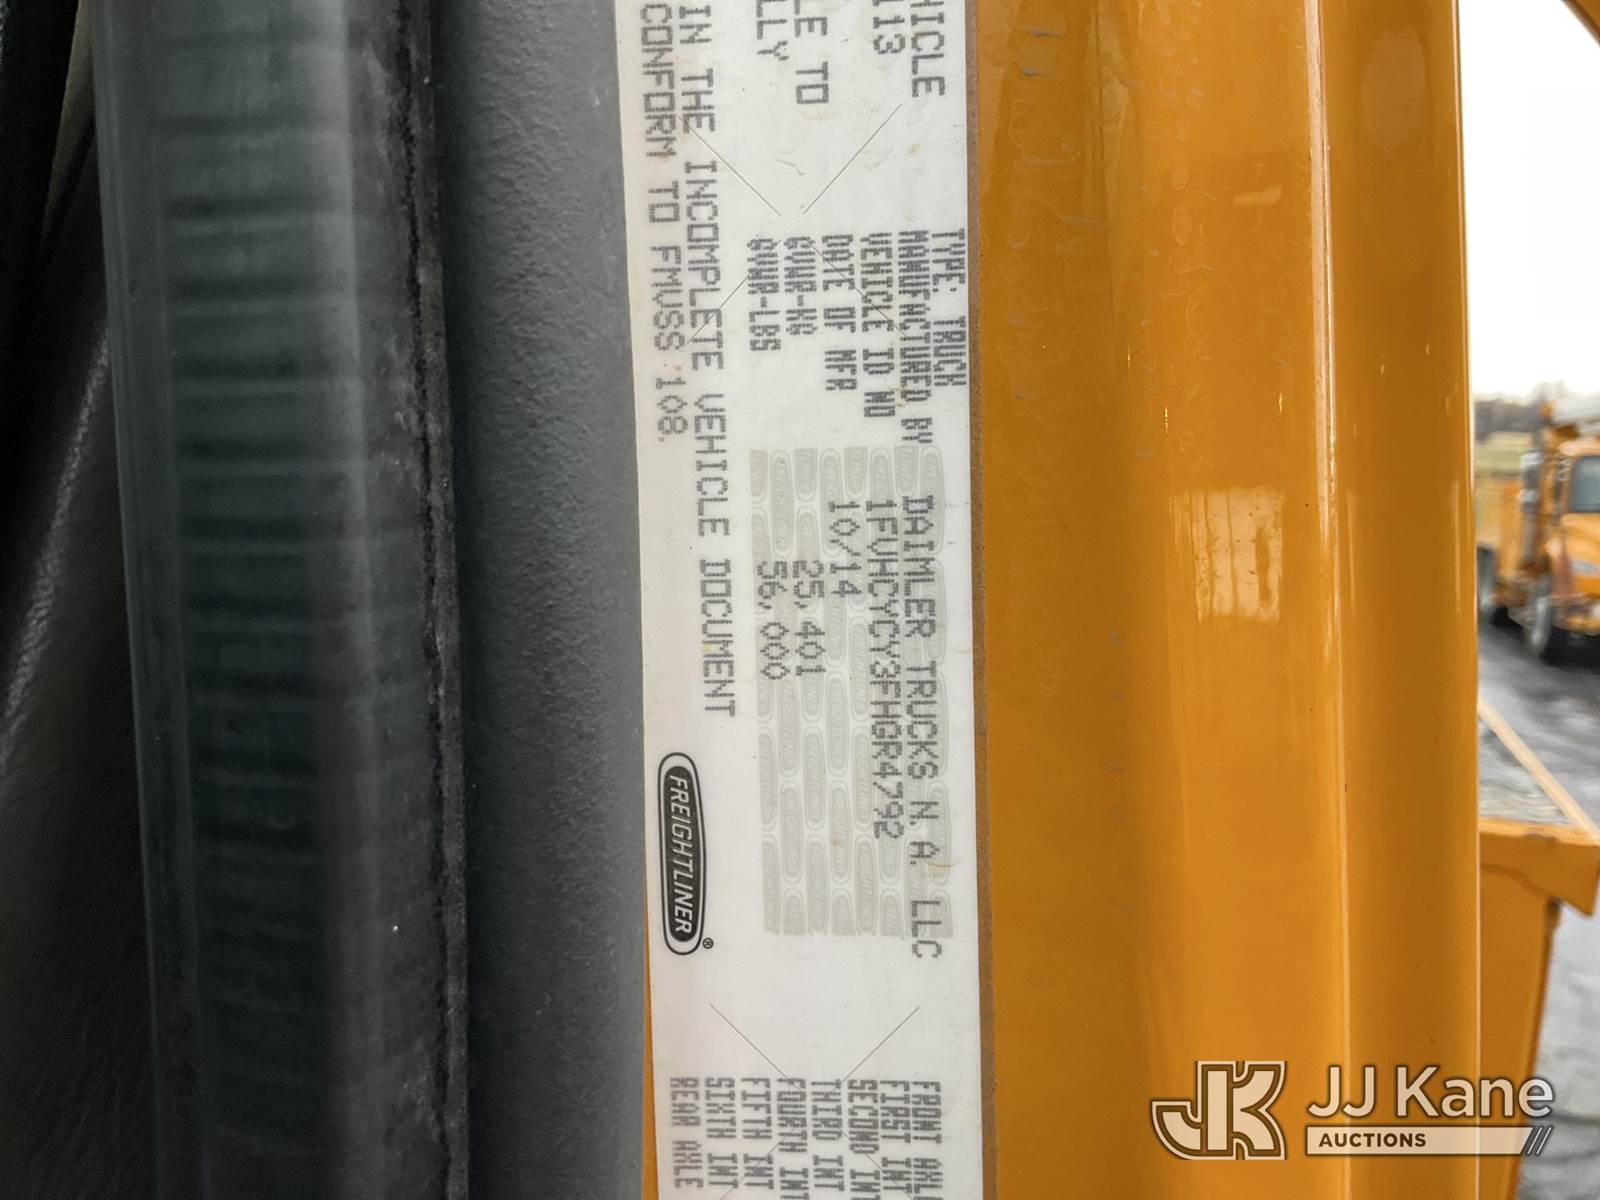 HICLE
113
LE TO
LLY
IN THE INCOMPLETE VEHICLE DOCUMENT
CONFORM TO FMVSS 108.
TYPE: TRUCK
MANUFACTURED BY DAIMLER TRUCKS N.A. LLC
VEHICLE ID NO 1FVHCYCY3FHGR4792
DATE OF MFR 10/14
GVWR-KG 25,401
GVWR-LBS 56,000
FREIGHTLINER®
FRONT AXLE
FIRST INT
SECOND INT
THIRD INT
FOURTH INT
FIFTH INT
SIXTH INT
REAR AXLE
JK JJ Kane
AUCTIONS